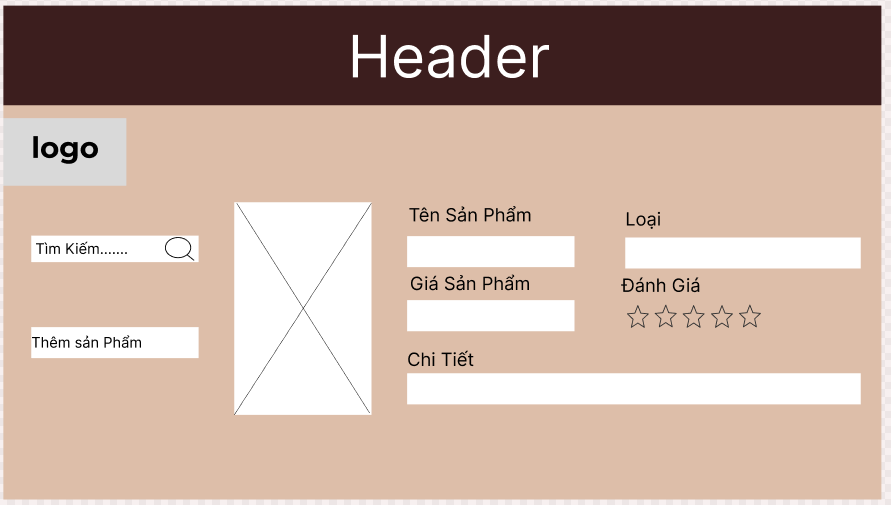 Header
logo
Tìm Kiếm.......
Thêm sản Phẩm
Tên Sản Phẩm
Loại
Giá Sản Phẩm
Đánh Giá
Chi Tiết